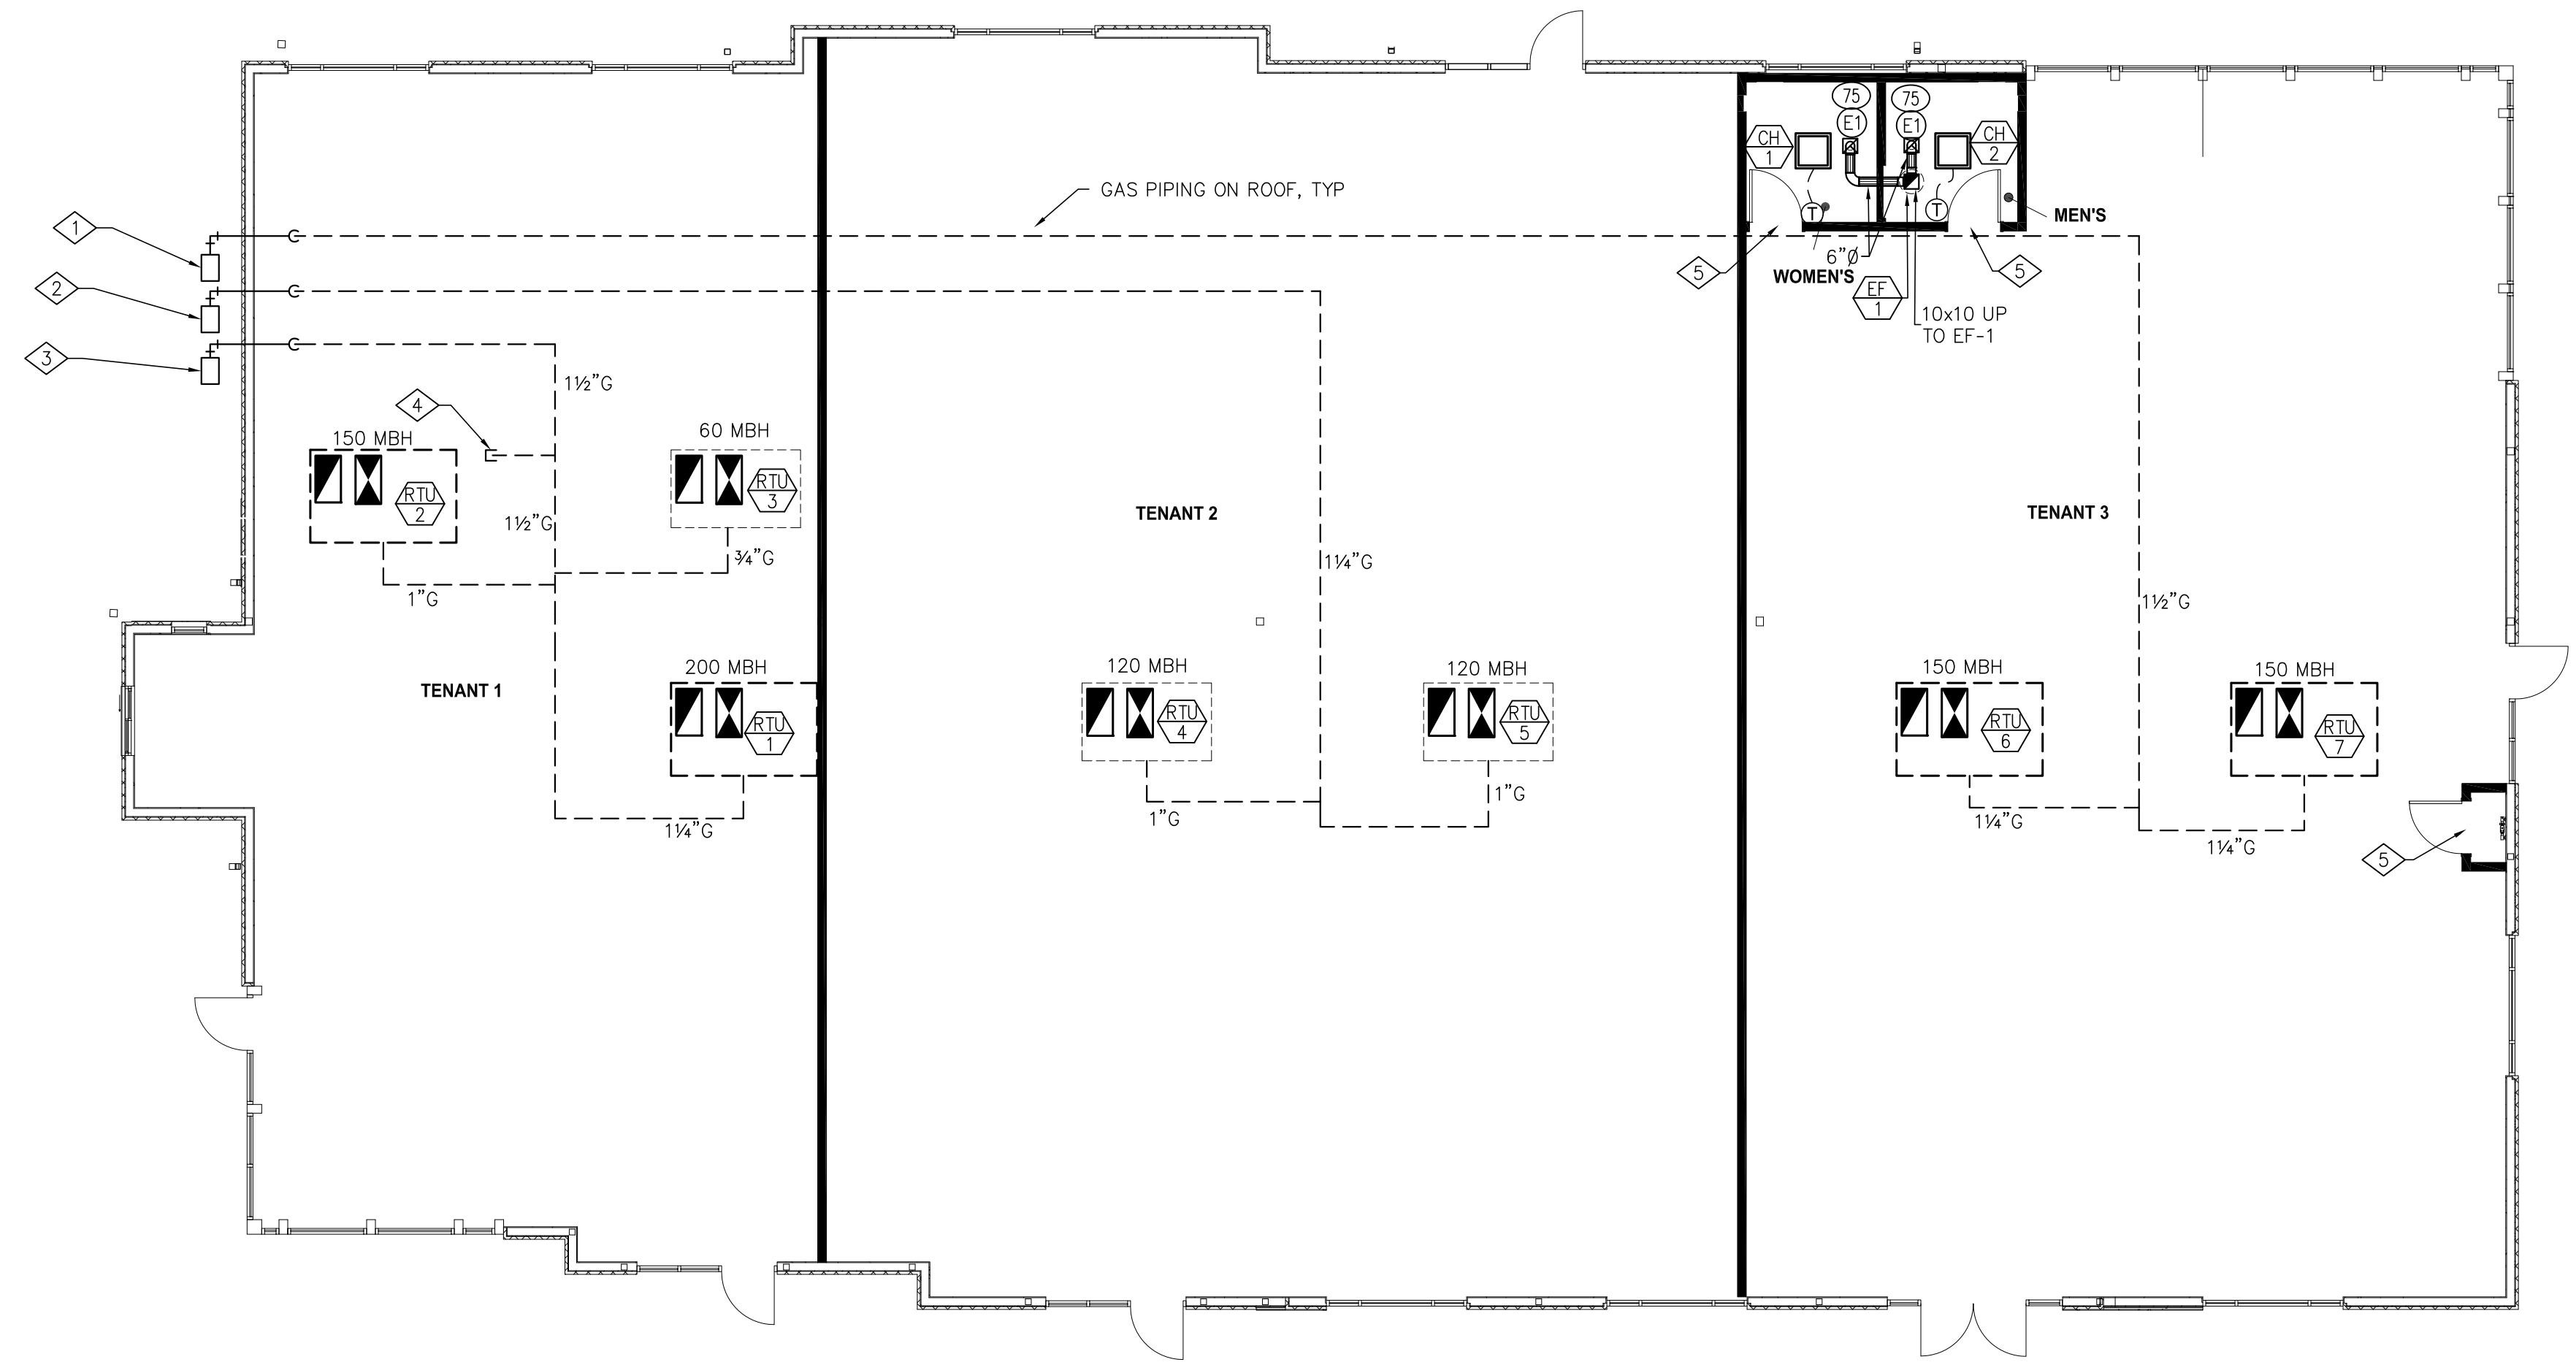 75
75
E1
E1
CH
1
CH
2
GAS PIPING ON ROOF, TYP
T
T
MEN'S
1
6"Ø
5
WOMEN'S
5
2
EF
1
10x10 UP
TO EF-1
3
1½"G
4
150 MBH
60 MBH
RTU
2
RTU
3
1½"G
TENANT 2
TENANT 3
¾"G
1¼"G
1"G
1½"G
200 MBH
120 MBH
120 MBH
150 MBH
150 MBH
TENANT 1
RTU
1
RTU
4
RTU
5
RTU
6
RTU
7
1"G
1"G
1¼"G
1¼"G
1¼"G
5